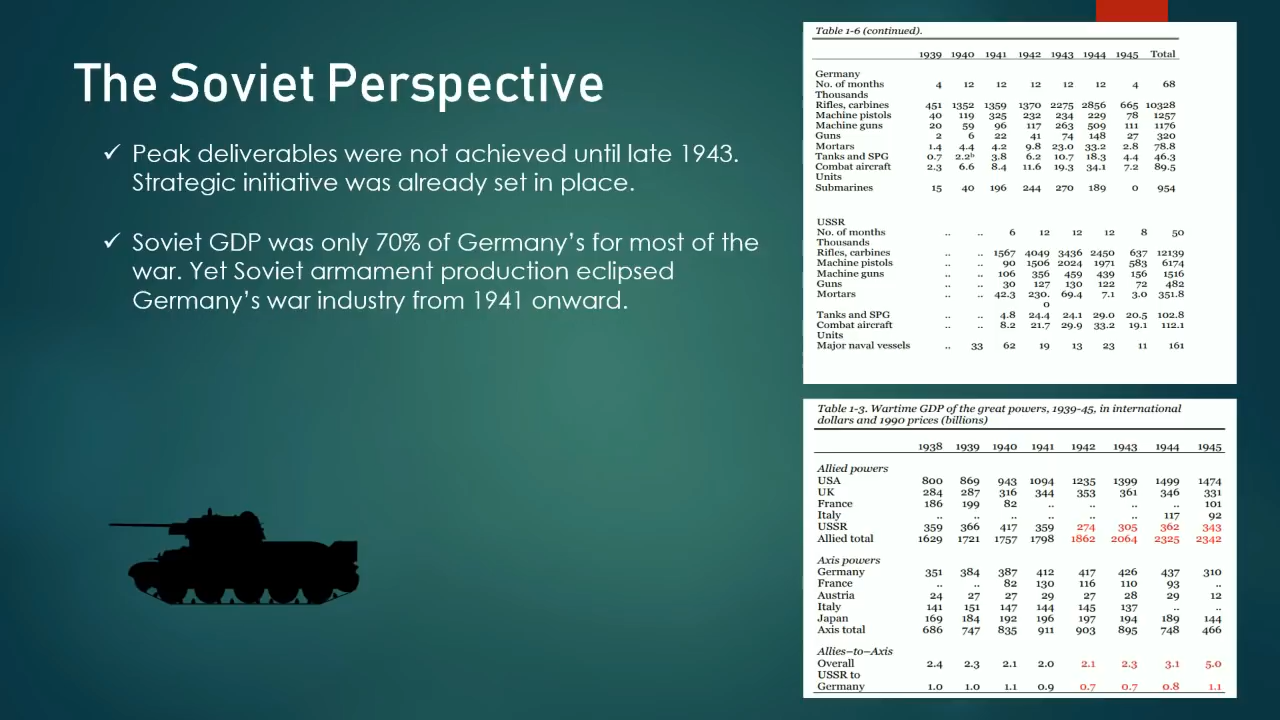 The Soviet Perspective
✓ Peak deliverables were not achieved until late 1943.
Strategic initiative was already set in place.
✓ Soviet GDP was only 70% of Germany's for most of the
war. Yet Soviet armament production eclipsed
Germany's war industry from 1941 onward.
Table 1-6 (continued).
1939 1940 1941 1942 1943 1944 1945 Total
Germany
No. of months 4 12 12 12 12 12 4 68
Thousands
Rifles, carbines 451 1352 1359 1370 2275 2856 665 10328
Machine pistols 40 119 325 232 234 229 78 1257
Machine guns 20 59 96 117 263 509 111 1176
Guns 2 6 22 41 74 148 27 320
Mortars 1.4 4.4 4.2 9.8 23.0 33.2 2.8 78.8
Tanks and SPG 0.7 2.2ᵇ 3.8 6.2 10.7 18.3 4.4 46.3
Combat aircraft 2.3 6.6 8.4 11.6 19.3 34.1 7.2 89.5
Units
Submarines 15 40 196 244 270 189 0 954
USSR
No. of months .. .. 6 12 12 12 8 50
Thousands
Rifles, carbines .. .. 1567 4049 3436 2450 637 12139
Machine pistols .. .. 90 1506 2024 1971 583 6174
Machine guns .. .. 106 356 459 439 156 1516
Guns .. .. 30 127 130 122 72 482
Mortars .. .. 42.3 230. 69.4 7.1 3.0 351.8
0
Tanks and SPG .. .. 4.8 24.4 24.1 29.0 20.5 102.8
Combat aircraft .. .. 8.2 21.7 29.9 33.2 19.1 112.1
Units
Major naval vessels .. 33 62 19 13 23 11 161
Table 1-3. Wartime GDP of the great powers, 1939-45, in international
dollars and 1990 prices (billions)
1938 1939 1940 1941 1942 1943 1944 1945
Allied powers
USA 800 869 943 1094 1235 1399 1499 1474
UK 284 287 316 344 353 361 346 331
France 186 199 82 .. .. .. .. 101
Italy .. .. .. .. .. .. 117 92
USSR 359 366 417 359 274 305 362 343
Allied total 1629 1721 1757 1798 1862 2064 2325 2342
Axis powers
Germany 351 384 387 412 417 426 437 310
France .. .. 82 130 116 110 93 ..
Austria 24 27 27 29 27 28 29 12
Italy 141 151 147 144 145 137 .. ..
Japan 169 184 192 196 197 194 189 144
Axis total 686 747 835 911 903 895 748 466
Allies–to–Axis
Overall 2.4 2.3 2.1 2.0 2.1 2.3 3.1 5.0
USSR to
Germany 1.0 1.0 1.1 0.9 0.7 0.7 0.8 1.1